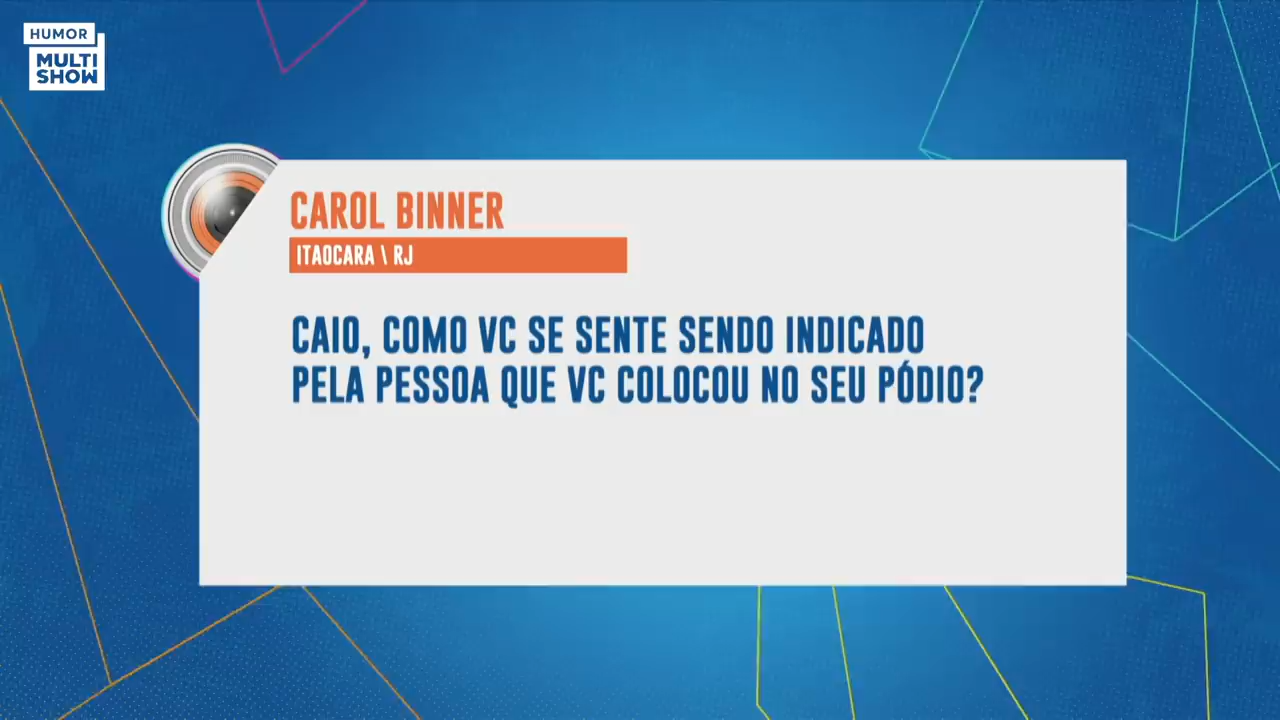 HUMOR
MULTI
SHOW
CAROL BINNER
ITAOCARA \ RJ
CAIO, COMO VC SE SENTE SENDO INDICADO
PELA PESSOA QUE VC COLOCOU NO SEU PÓDIO?